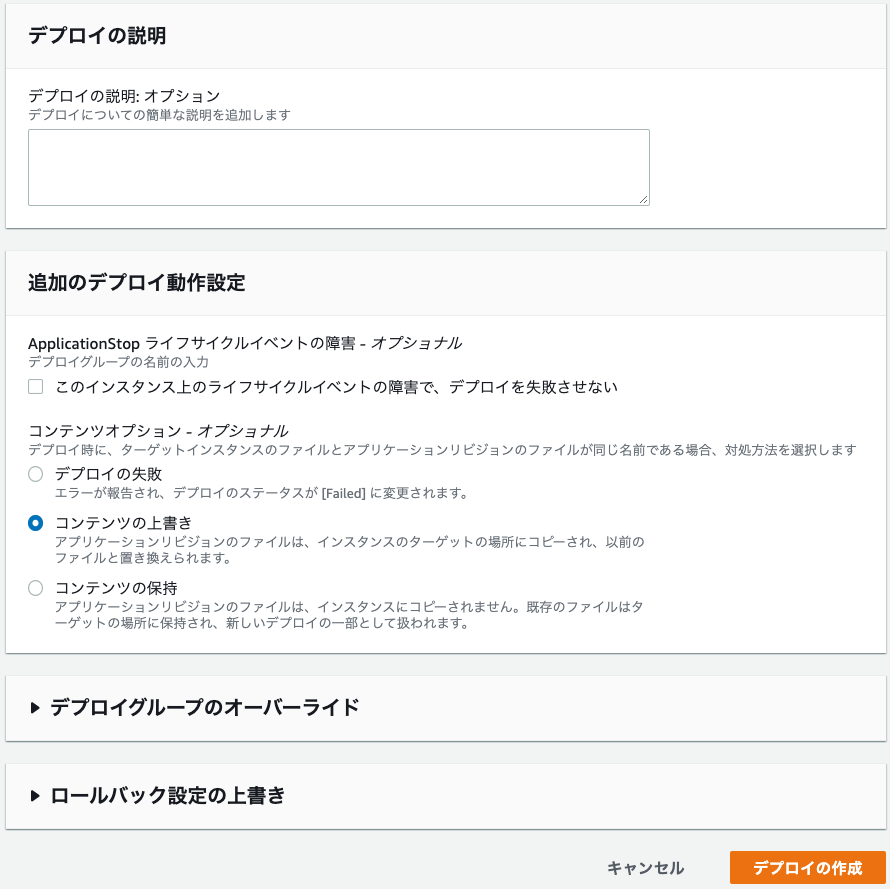 デプロイの説明
デプロイの説明: オプション
デプロイについての簡単な説明を追加します
追加のデプロイ動作設定
ApplicationStop ライフサイクルイベントの障害 - オプショナル
デプロイグループの名前の入力
このインスタンス上のライフサイクルイベントの障害で、デプロイを失敗させない
コンテンツオプション - オプショナル
デプロイ時に、ターゲットインスタンスのファイルとアプリケーションリビジョンのファイルが同じ名前である場合、対処方法を選択します
デプロイの失敗
エラーが報告され、デプロイのステータスが [Failed] に変更されます。
コンテンツの上書き
アプリケーションリビジョンのファイルは、インスタンスのターゲットの場所にコピーされ、以前の
ファイルと置き換えられます。
コンテンツの保持
アプリケーションリビジョンのファイルは、インスタンスにコピーされません。既存のファイルはタ
ーゲットの場所に保持され、新しいデプロイの一部として扱われます。
デプロイグループのオーバーライド
ロールバック設定の上書き
キャンセル
デプロイの作成